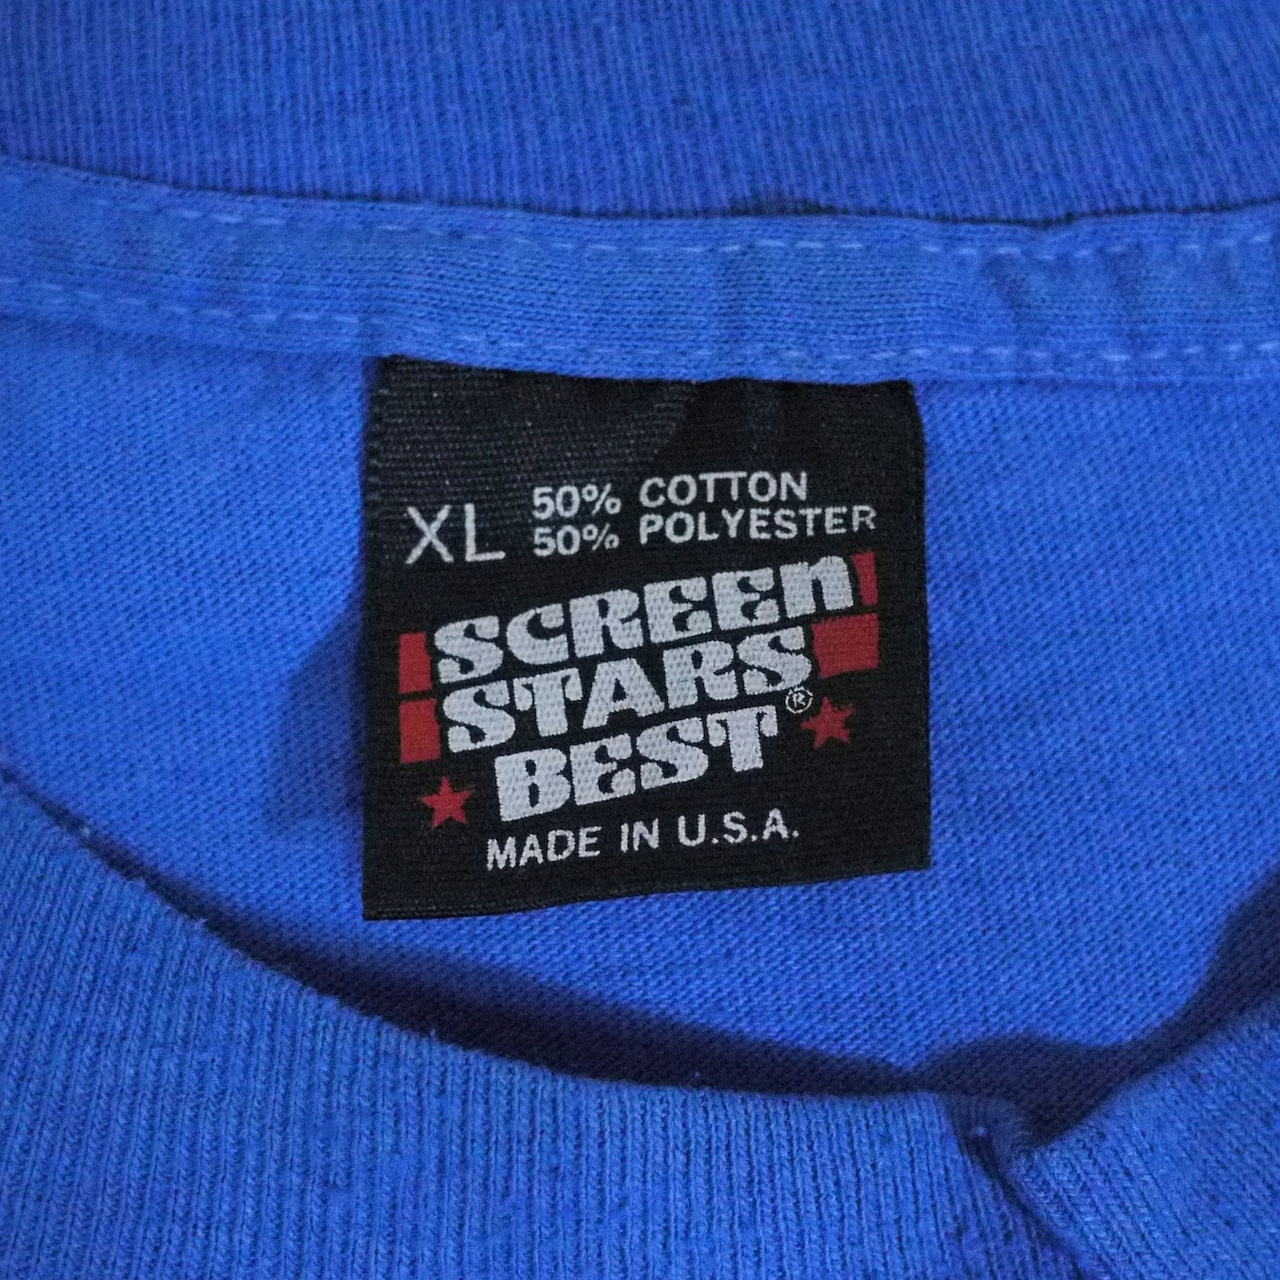 XL 50% COTTON
50% POLYESTER
SCREEN
STARS
BEST®
MADE IN U.S.A.